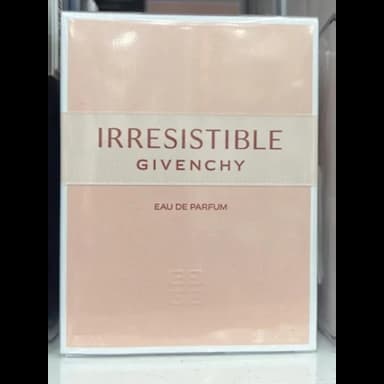 IRRESISTIBLE
GIVENCHY
EAU DE PARFUM